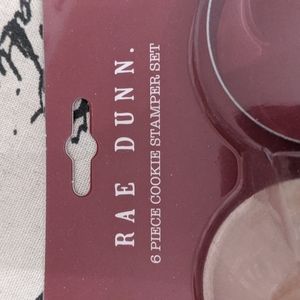 RAE DUNN.
6 PIECE COOKIE STAMPER SET